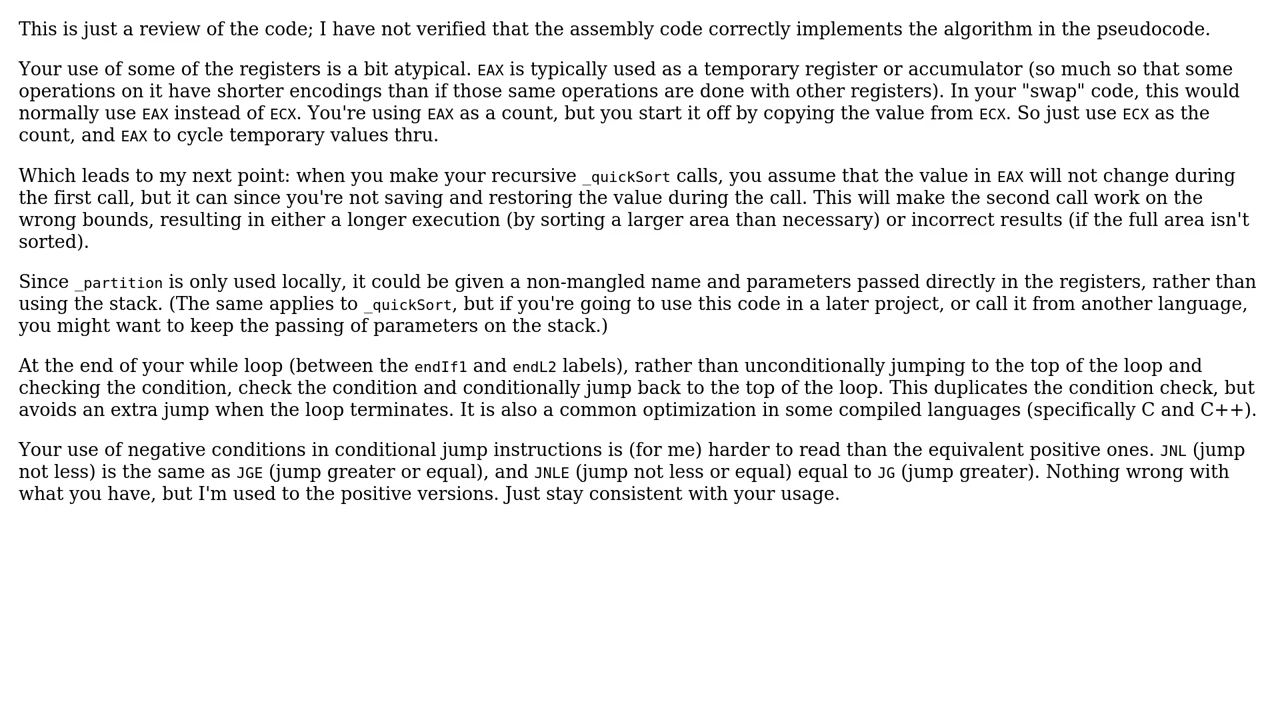 This is just a review of the code; I have not verified that the assembly code correctly implements the algorithm in the pseudocode.
Your use of some of the registers is a bit atypical. EAX is typically used as a temporary register or accumulator (so much so that some
operations on it have shorter encodings than if those same operations are done with other registers). In your "swap" code, this would
normally use EAX instead of ECX. You're using EAX as a count, but you start it off by copying the value from ECX. So just use ECX as the
count, and EAX to cycle temporary values thru.
Which leads to my next point: when you make your recursive _quickSort calls, you assume that the value in EAX will not change during
the first call, but it can since you're not saving and restoring the value during the call. This will make the second call work on the
wrong bounds, resulting in either a longer execution (by sorting a larger area than necessary) or incorrect results (if the full area isn't
sorted).
Since _partition is only used locally, it could be given a non-mangled name and parameters passed directly in the registers, rather than
using the stack. (The same applies to _quickSort, but if you're going to use this code in a later project, or call it from another language,
you might want to keep the passing of parameters on the stack.)
At the end of your while loop (between the endIf1 and endL2 labels), rather than unconditionally jumping to the top of the loop and
checking the condition, check the condition and conditionally jump back to the top of the loop. This duplicates the condition check, but
avoids an extra jump when the loop terminates. It is also a common optimization in some compiled languages (specifically C and C++).
Your use of negative conditions in conditional jump instructions is (for me) harder to read than the equivalent positive ones. JNL (jump
not less) is the same as JGE (jump greater or equal), and JNLE (jump not less or equal) equal to JG (jump greater). Nothing wrong with
what you have, but I'm used to the positive versions. Just stay consistent with your usage.